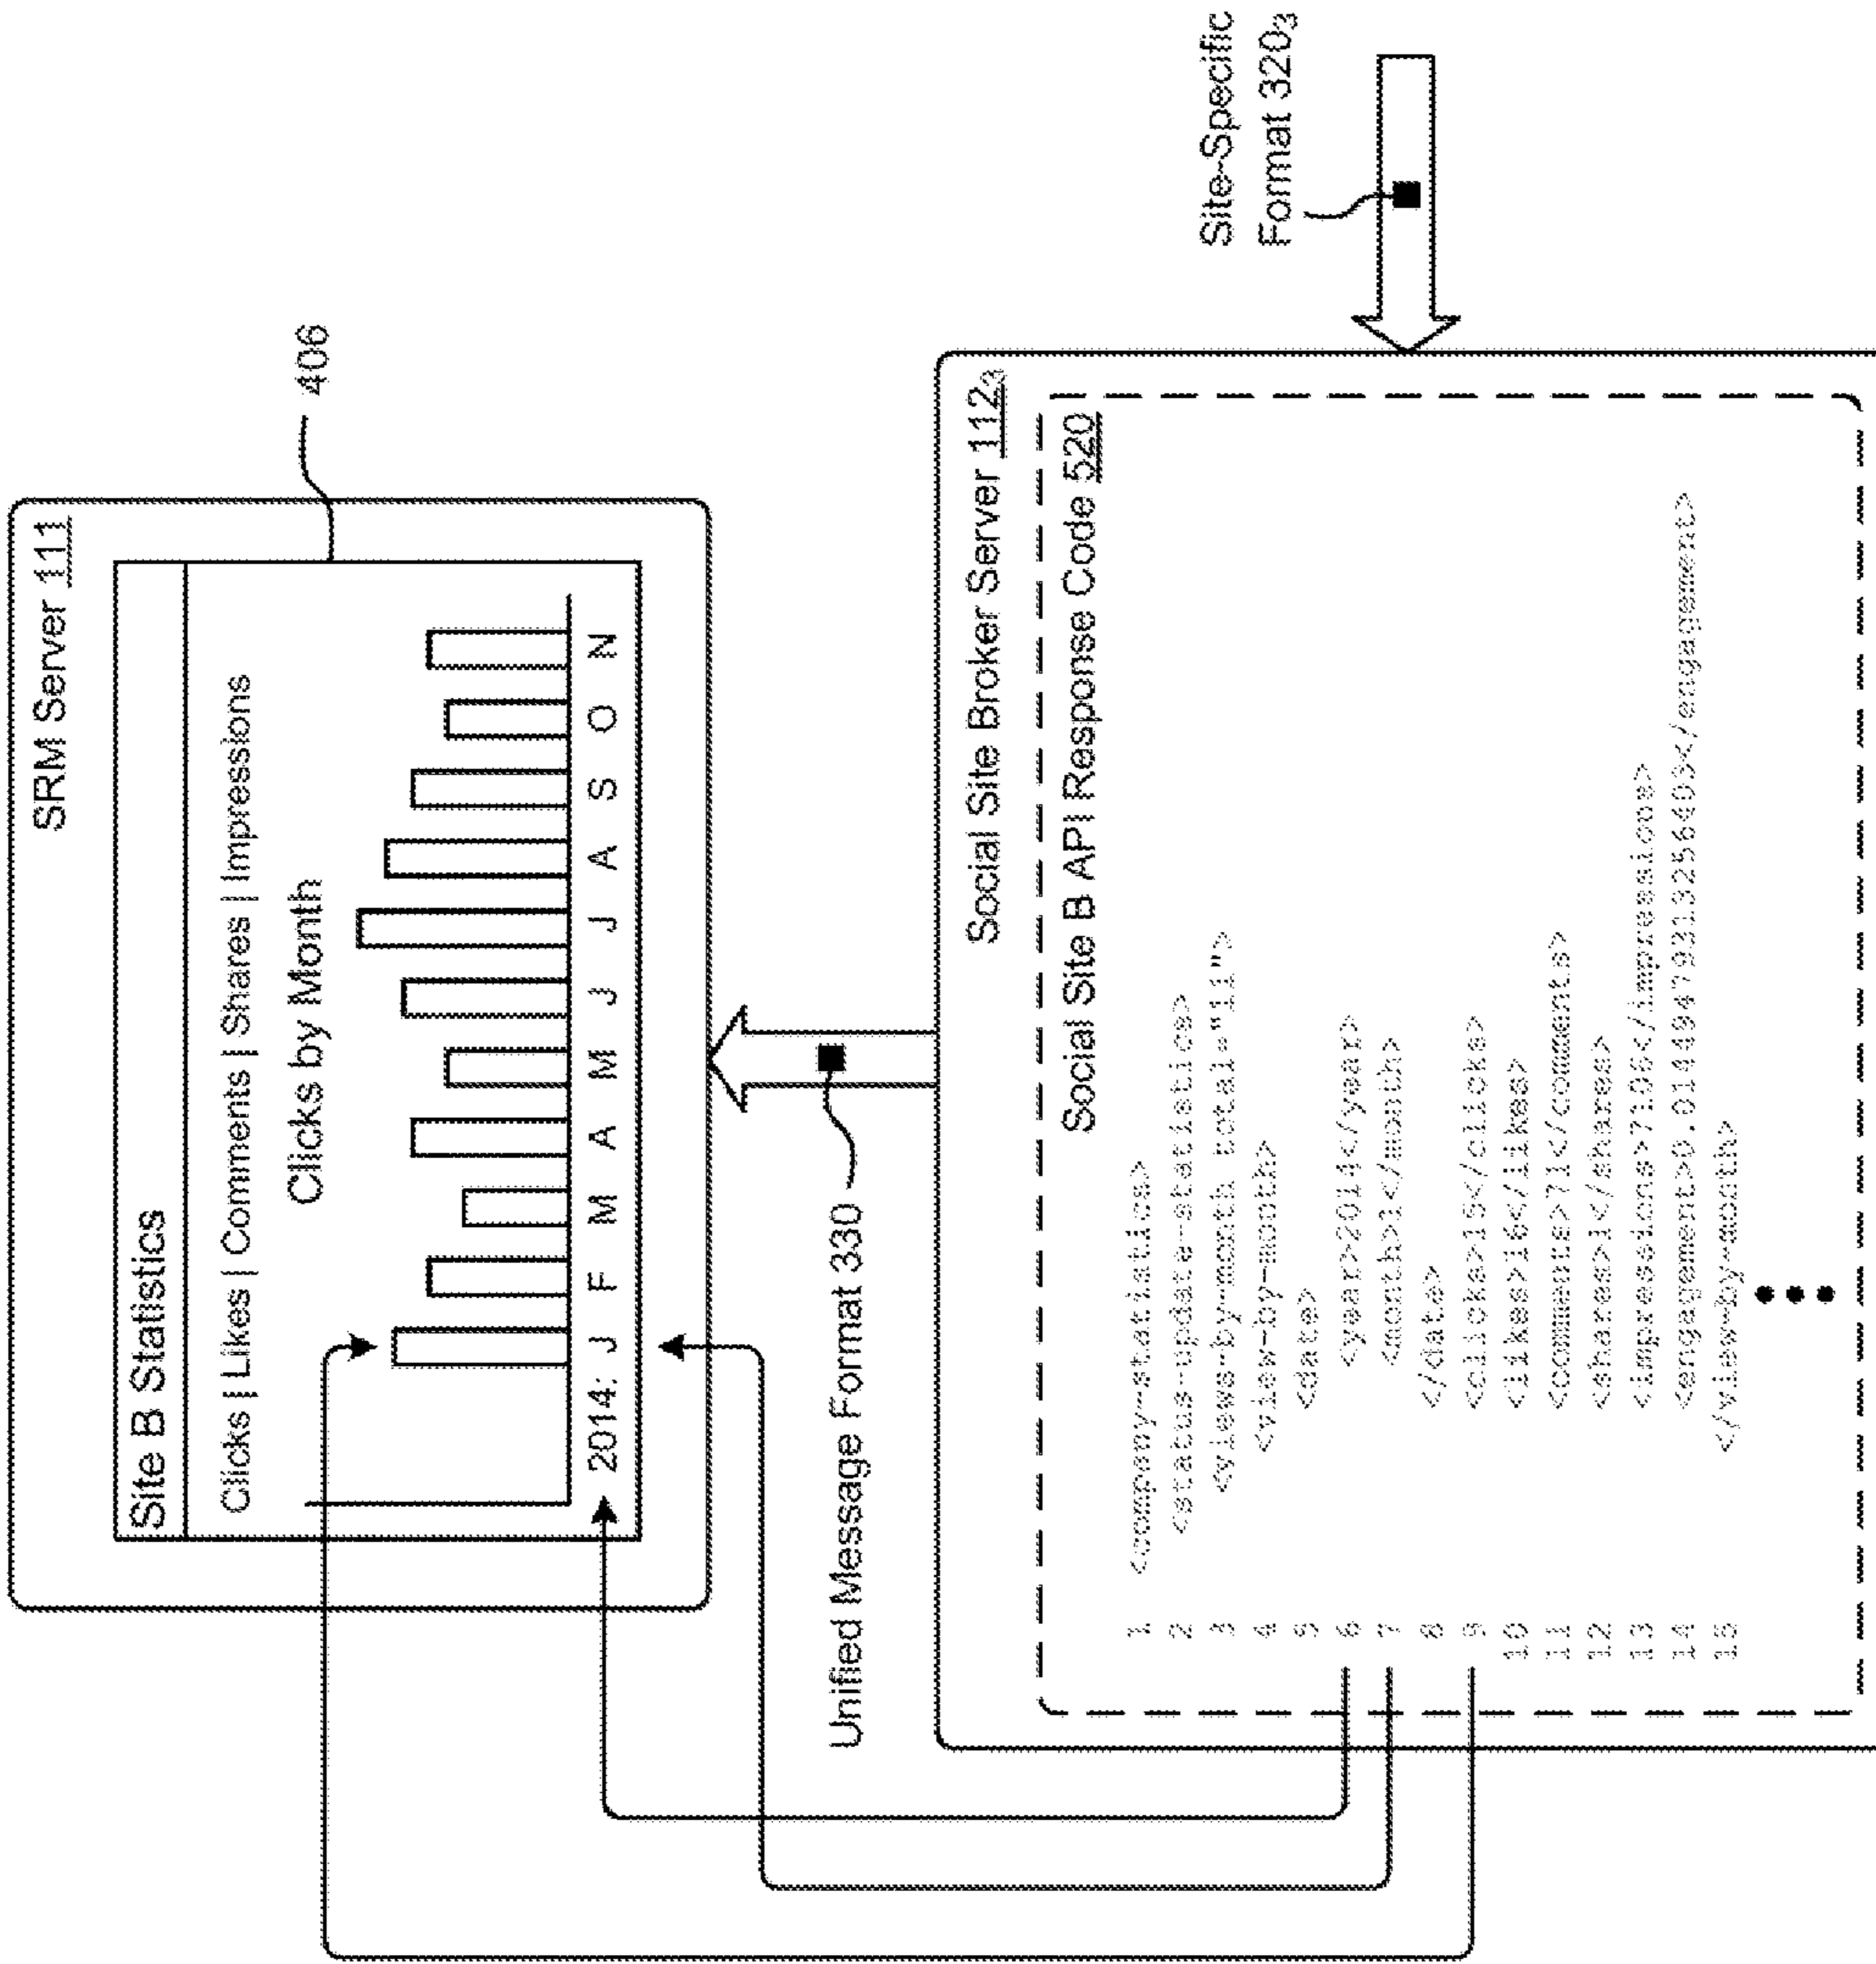 SRM Server 111
Site B Statistics
Clicks | Likes | Comments | Shares | Impressions
Clicks by Month
2014: J F M A M J J A S O N
406
Unified Message Format 330
Social Site Broker Server 112₃
Social Site B API Response Code 520
1 <company-statistics>
2 <status-update-statistics>
3 <views-by-month total="11">
4 <view-by-month>
5 <date>
6 <year>2014</year>
7 <month>1</month>
8 </date>
9 <clicks>15</clicks>
10 <likes>16</likes>
11 <comments>71</comments>
12 <shares>1</shares>
13 <impressions>7106</impressions>
14 <engagement>0.01449479313256403</engagement>
15 </view-by-month>
Site-Specific
Format 320₃